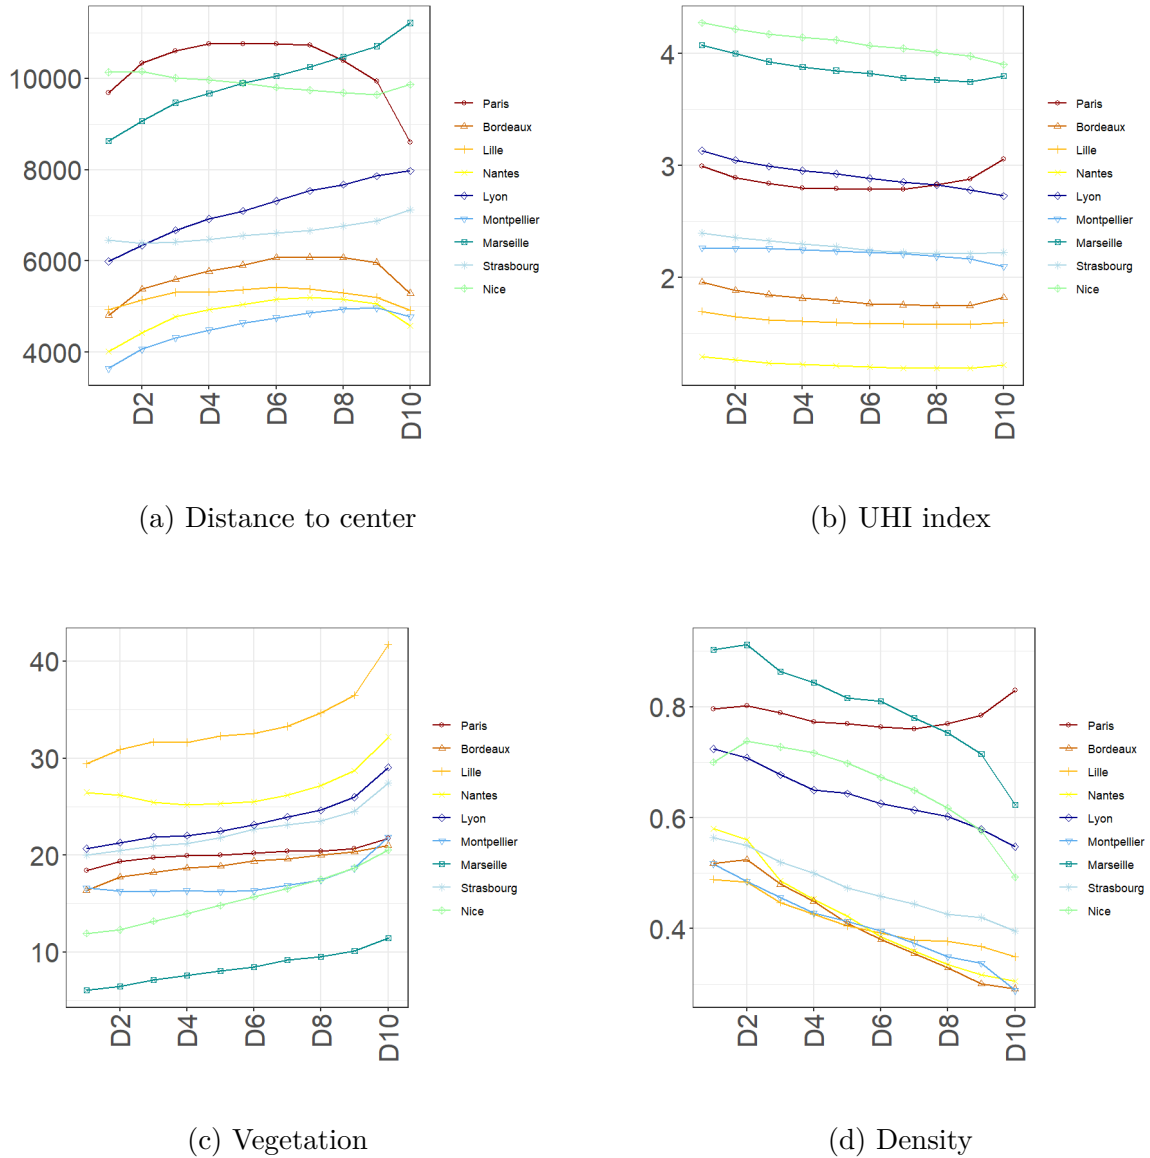 10000
8000
6000
4000
D2
D4
D6
D8
D10
Paris
Bordeaux
Lille
Nantes
Lyon
Montpellier
Marseille
Strasbourg
Nice
(a) Distance to center
4
3
2
D2
D4
D6
D8
D10
Paris
Bordeaux
Lille
Nantes
Lyon
Montpellier
Marseille
Strasbourg
Nice
(b) UHI index
40
30
20
10
D2
D4
D6
D8
D10
Paris
Bordeaux
Lille
Nantes
Lyon
Montpellier
Marseille
Strasbourg
Nice
(c) Vegetation
0.8
0.6
0.4
D2
D4
D6
D8
D10
Paris
Bordeaux
Lille
Nantes
Lyon
Montpellier
Marseille
Strasbourg
Nice
(d) Density